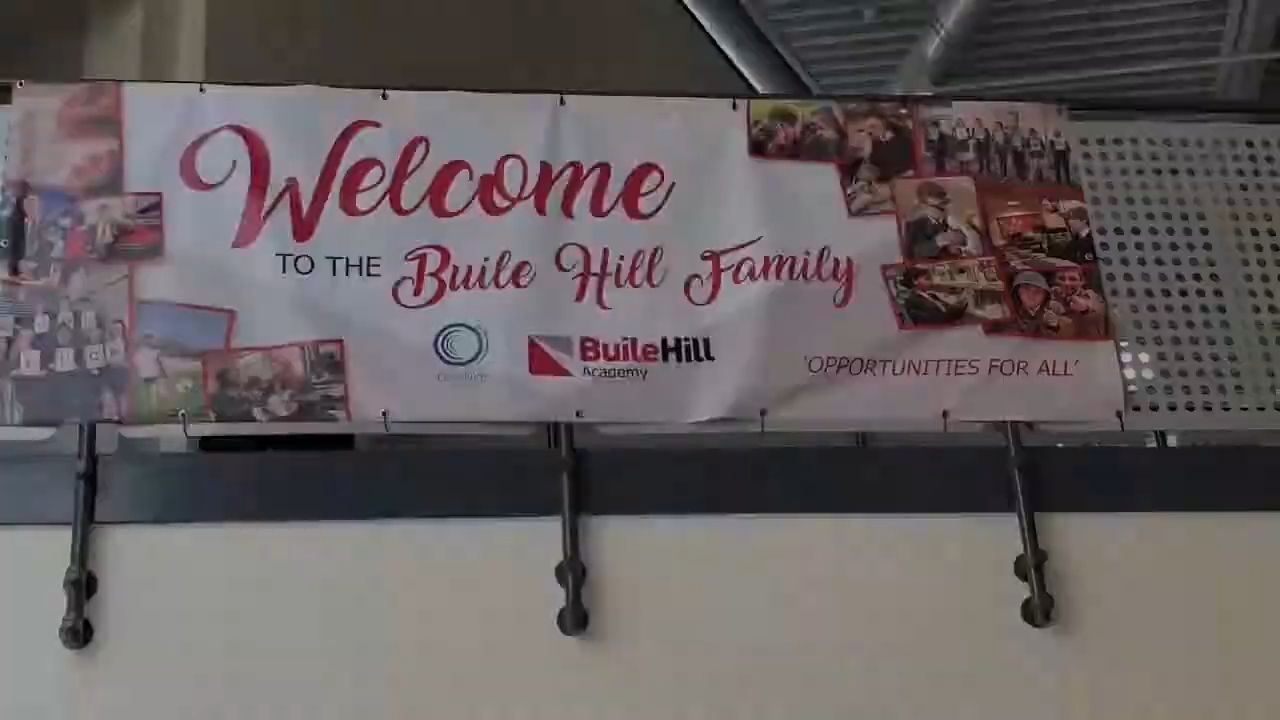 Welcome
TO THE Buile Hill Family
BuileHill
Academy
'OPPORTUNITIES FOR ALL'